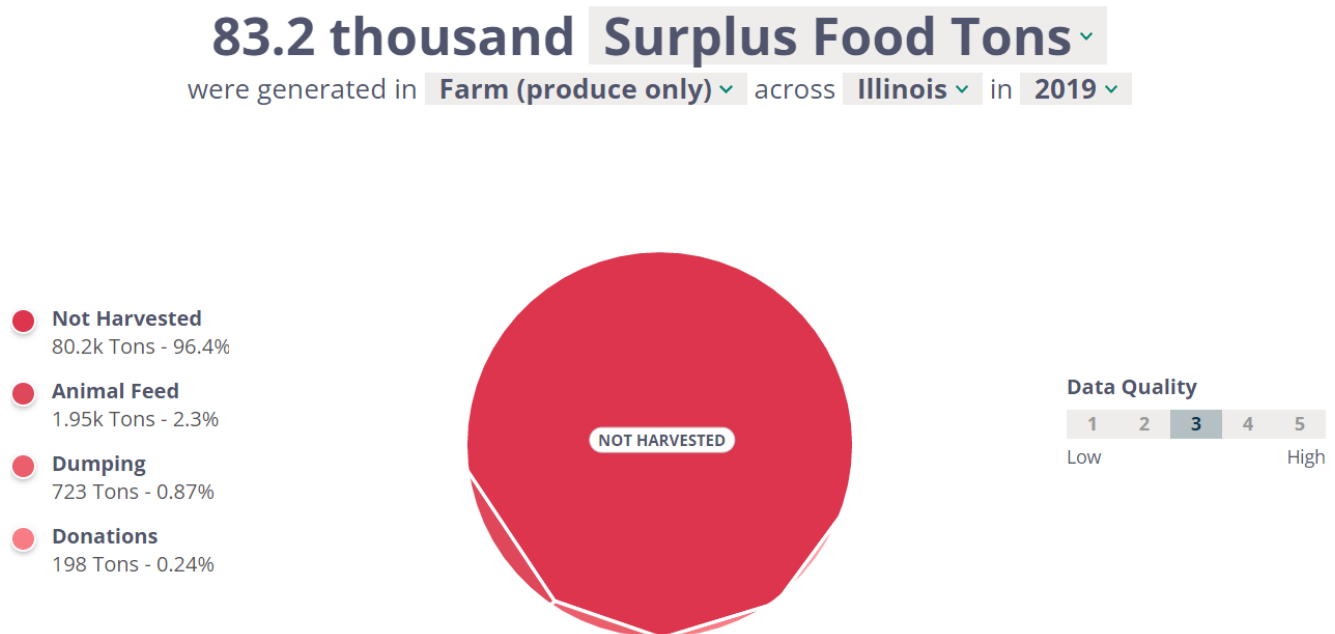 83.2 thousand Surplus Food Tons
were generated in Farm (produce only) across Illinois in 2019
Not Harvested
80.2k Tons - 96.4%
Animal Feed
1.95k Tons - 2.3%
Dumping
723 Tons - 0.87%
Donations
198 Tons - 0.24%
NOT HARVESTED
Data Quality
1 2 3 4 5
Low High